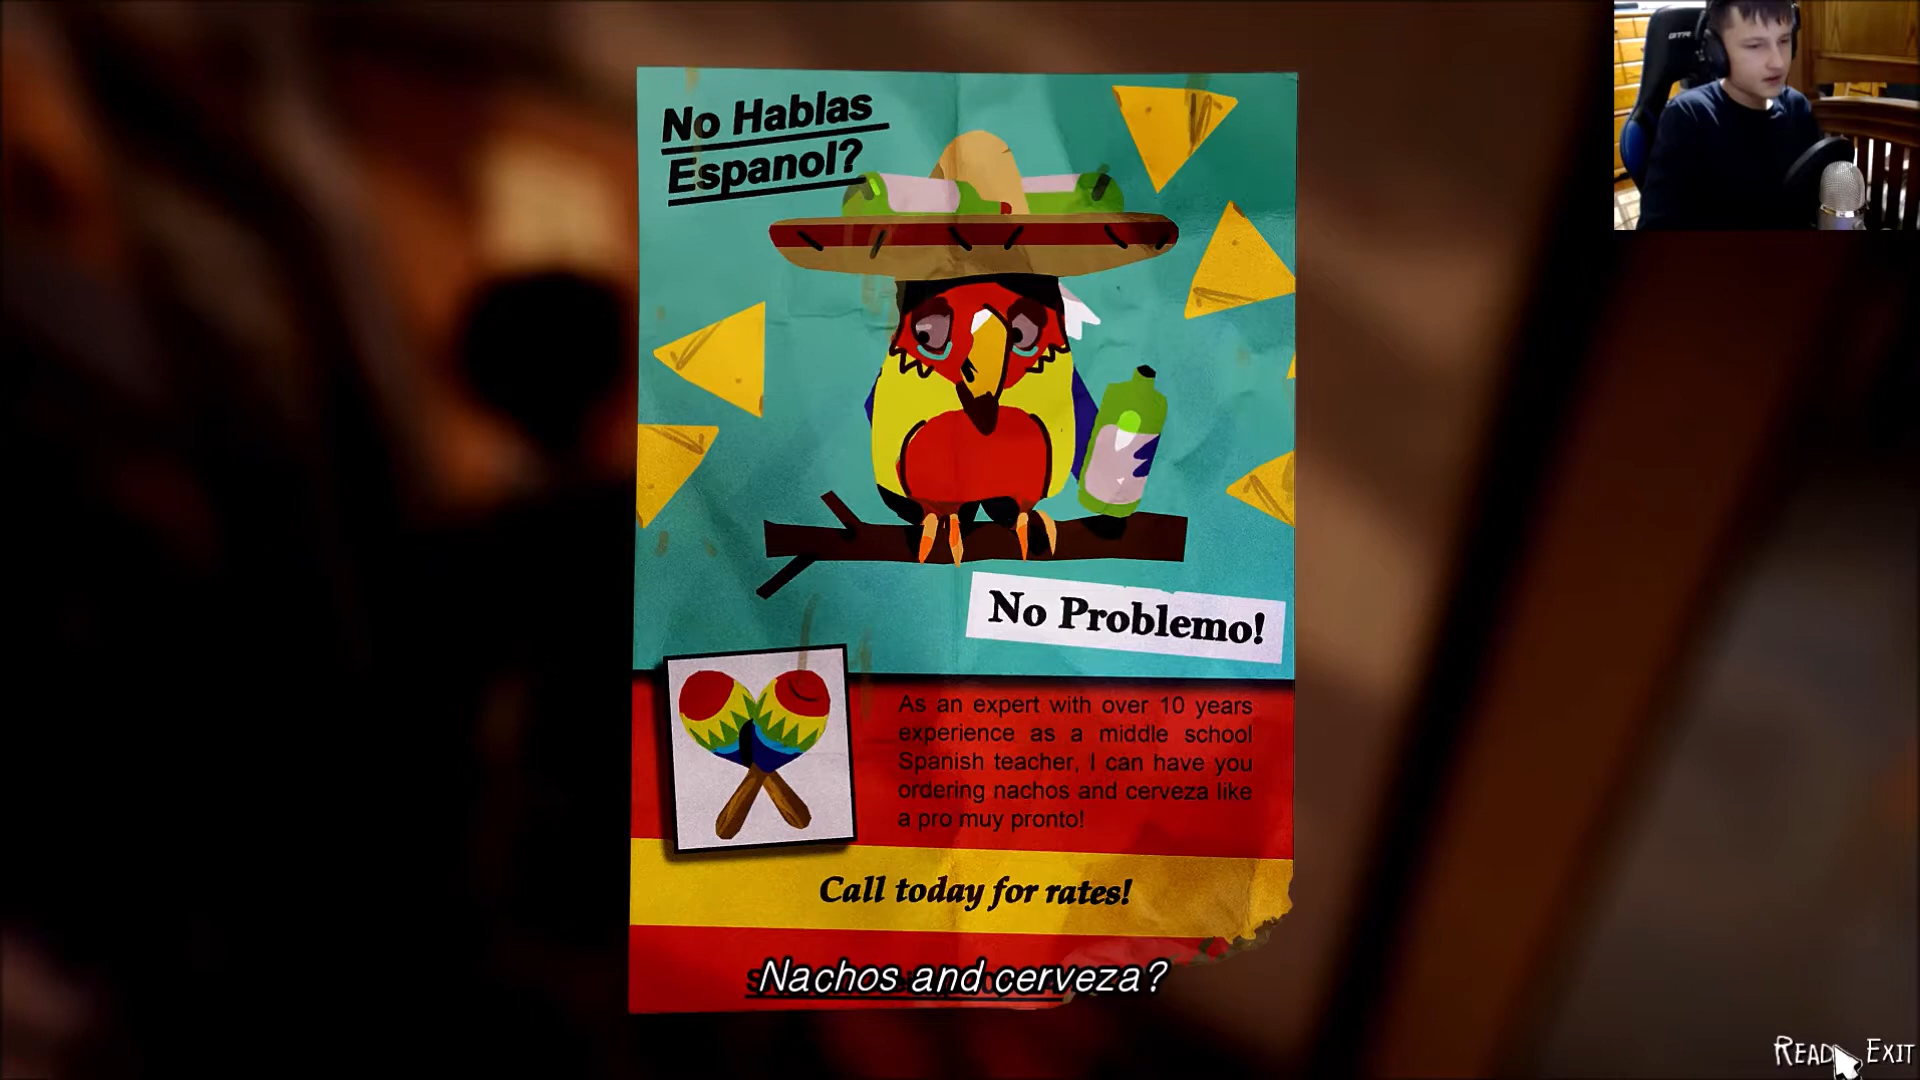 No Hablas
Espanol?
No Problemo!
As an expert with over 10 years
experience as a middle school
Spanish teacher, I can have you
ordering nachos and cerveza like
a pro muy pronto!
Call today for rates!
Nachos and cerveza?
READ EXIT